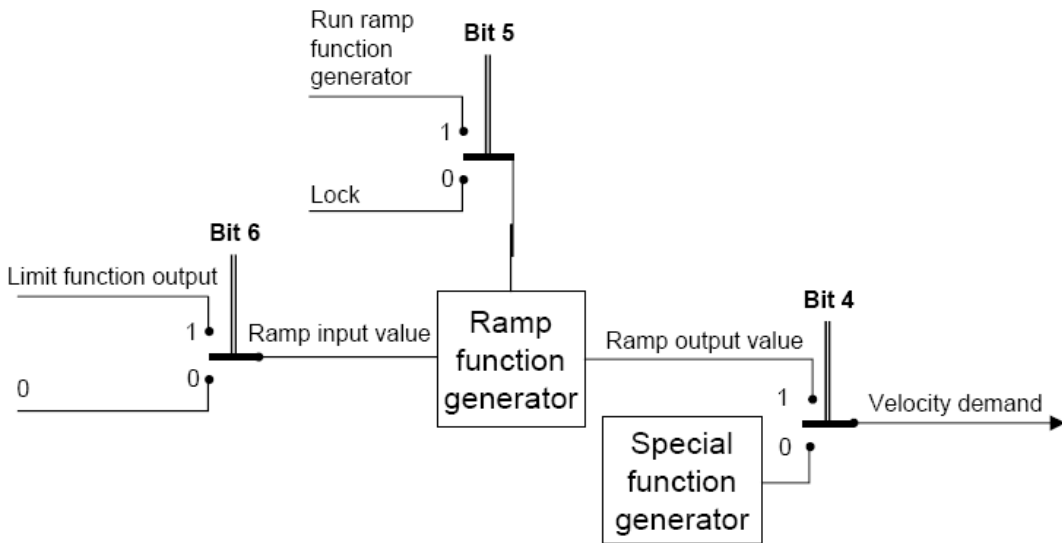 Run ramp
function
generator
Bit 5
1
0
Lock
Bit 6
Limit function output
1
0
0
Ramp input value
Ramp
function
generator
Ramp output value
Bit 4
1
0
Velocity demand
Special
function
generator